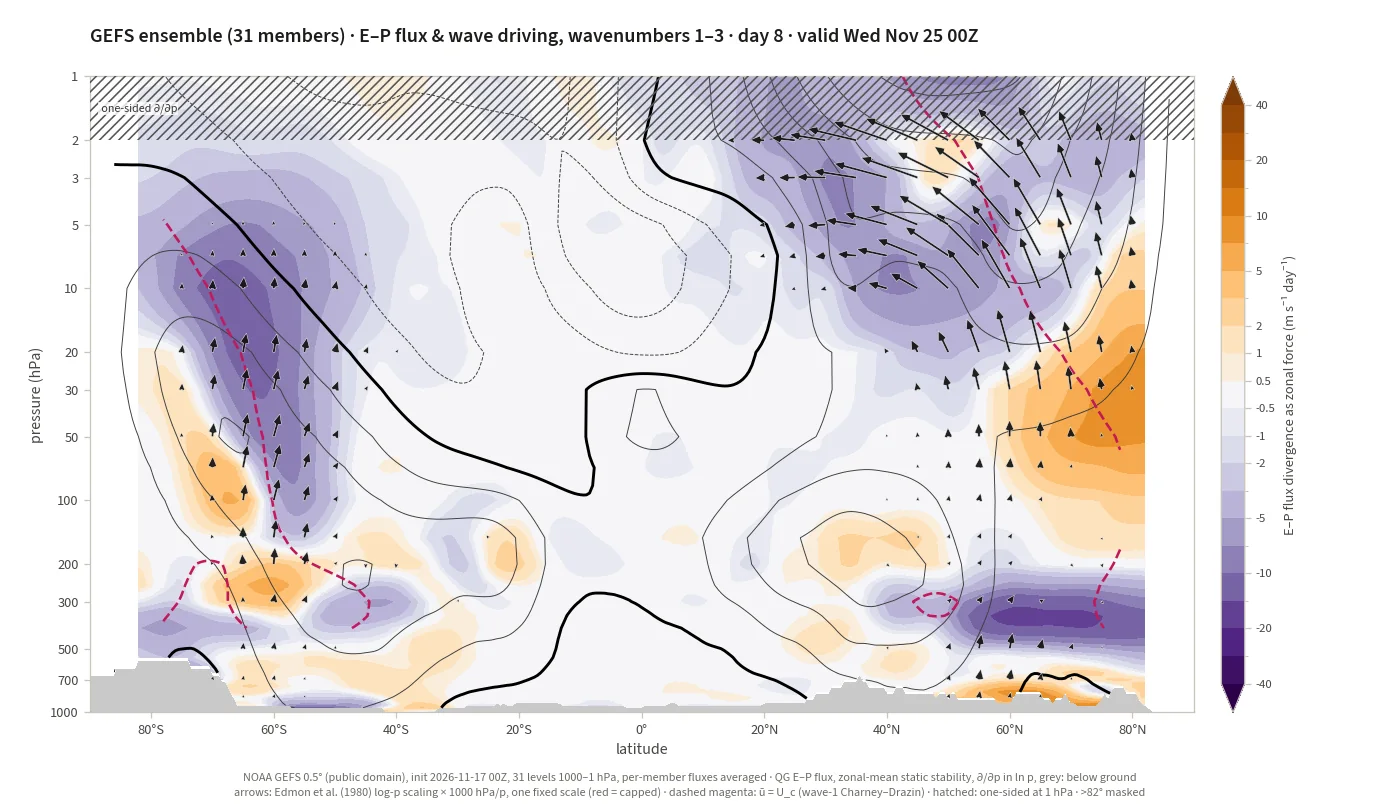 GEFS ensemble (31 members) · E–P flux & wave driving, wavenumbers 1–3 · day 8 · valid Wed Nov 25 00Z
one-sided ∂/∂p
pressure (hPa)
1
2
3
5
10
20
30
50
100
200
300
500
700
1000
80°S
60°S
40°S
20°S
0°
20°N
40°N
60°N
80°N
latitude
40
20
10
5
2
1
0.5
-0.5
-1
-2
-5
-10
-20
-40
E–P flux divergence as zonal force (m s⁻¹ day⁻¹)
NOAA GEFS 0.5° (public domain), init 2026-11-17 00Z, 31 levels 1000–1 hPa, per-member fluxes averaged · QG E–P flux, zonal-mean static stability, ∂/∂p in ln p, grey: below ground
arrows: Edmon et al. (1980) log-p scaling × 1000 hPa/p, one fixed scale (red = capped) · dashed magenta: ū = U_c (wave-1 Charney–Drazin) · hatched: one-sided at 1 hPa · >82° masked